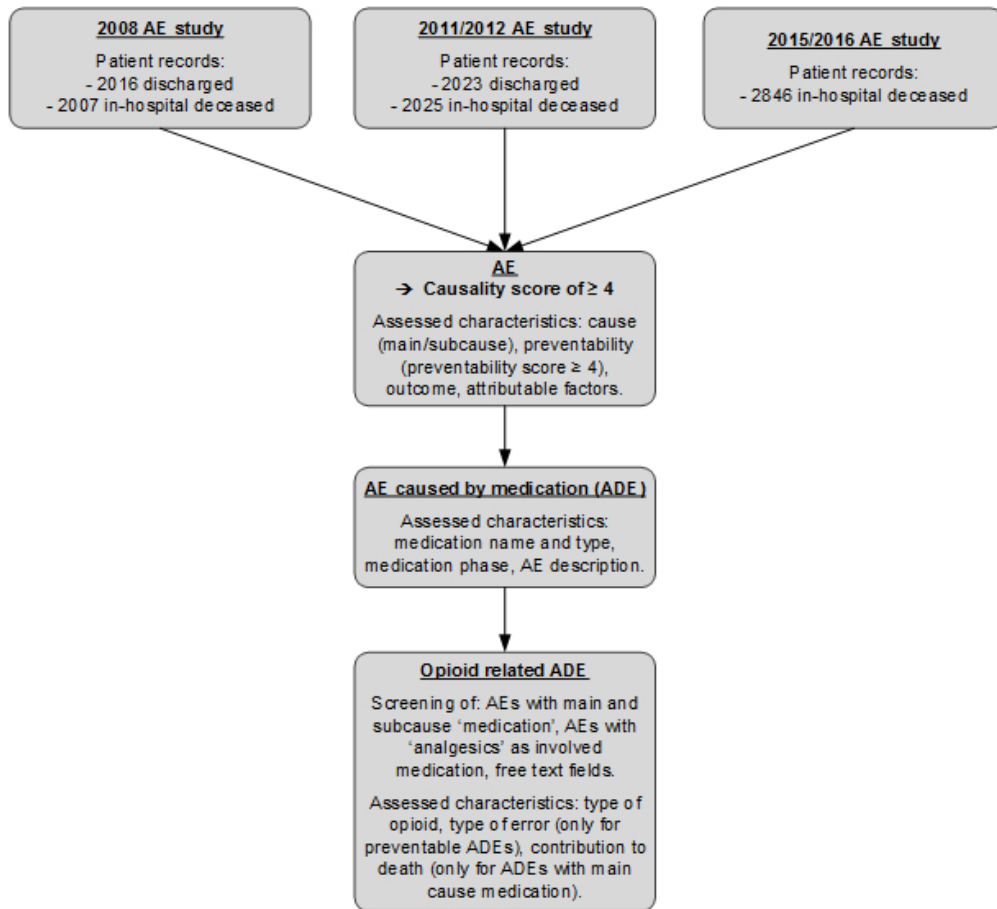 2008 AE study
Patient records:
- 2016 discharged
- 2007 in-hospital deceased
2011/2012 AE study
Patient records:
- 2023 discharged
- 2025 in-hospital deceased
2015/2016 AE study
Patient records:
- 2846 in-hospital deceased
AE
→ Causality score of ≥ 4
Assessed characteristics: cause
(main/subcause), preventability
(preventability score ≥ 4),
outcome, attributable factors.
AE caused by medication (ADE)
Assessed characteristics:
medication name and type,
medication phase, AE description.
Opioid related ADE
Screening of: AEs with main and
subcause ‘medication’, AEs with
‘analgesics’ as involved
medication, free text fields.
Assessed characteristics: type of
opioid, type of error (only for
preventable ADEs), contribution to
death (only for ADEs with main
cause medication).